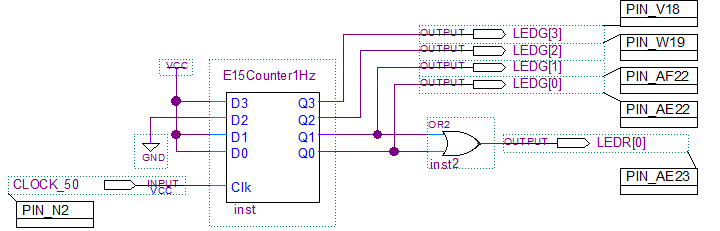 PIN_V18
OUTPUT LEDG[3]
PIN_W19
OUTPUT LEDG[2]
OUTPUT LEDG[1]
PIN_AF22
OUTPUT LEDG[0]
PIN_AE22
VCC
E15Counter1Hz
D3 Q3
D2 Q2
D1 Q1
D0 Q0
Clk
inst
GND
OR2
inst2
OUTPUT LEDR[0]
PIN_AE23
CLOCK_50 INPUT
VCC
PIN_N2